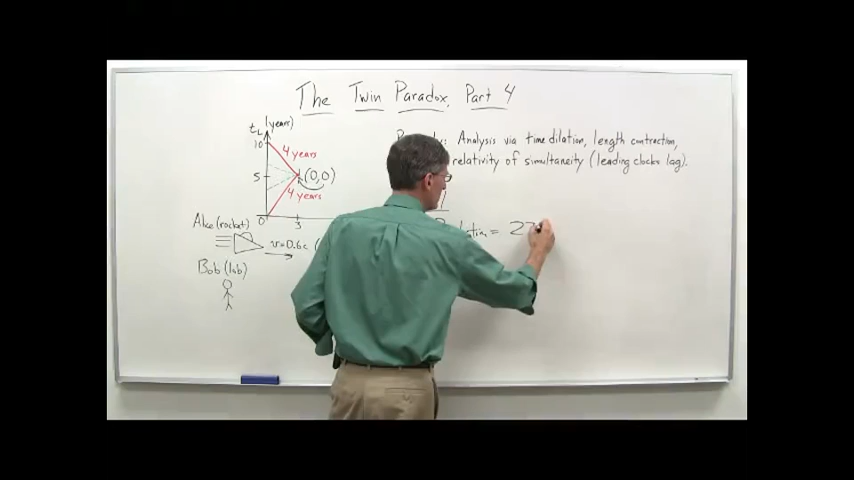 The Twin Paradox, Part 4
t_L (years)
10
4 years
5
(0,0)
4 years
0
3
Analysis via time dilation, length contraction,
relativity of simultaneity (leading clocks lag).
Alice (rocket)
v=0.6c
Bob (lab)
=